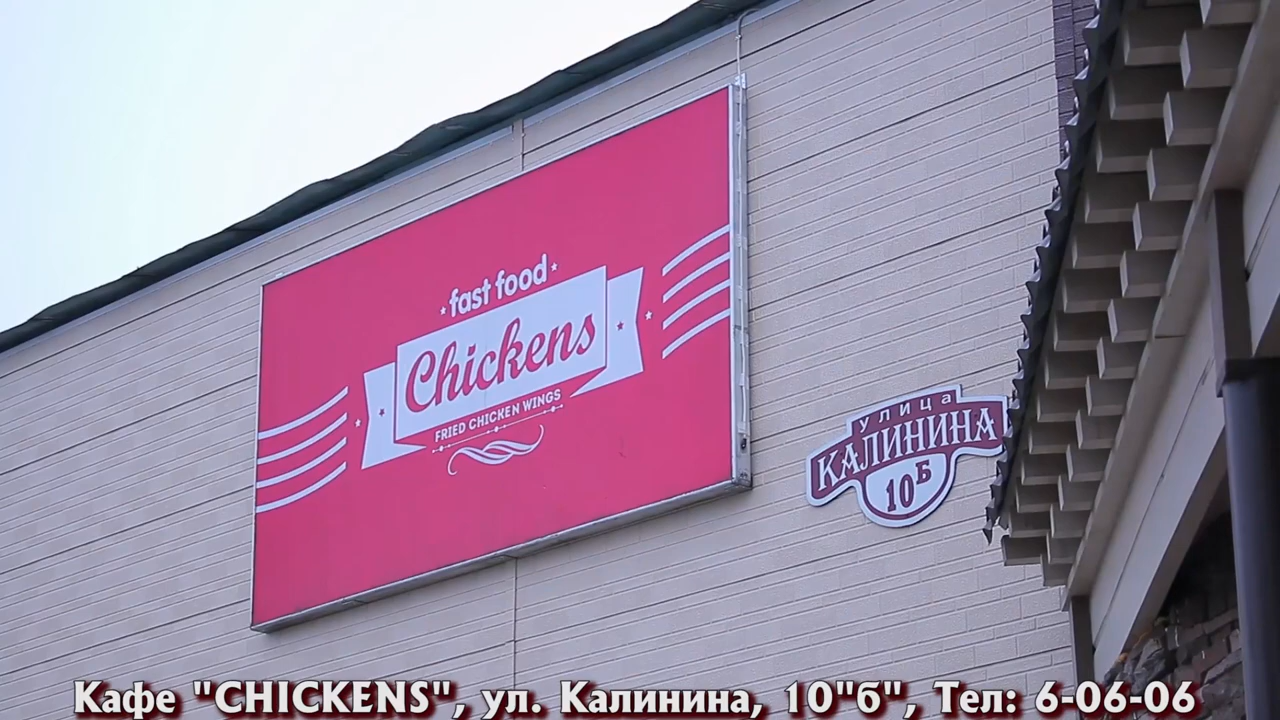 fast food
Chickens
FRIED CHICKEN WINGS
улица
КАЛИНИНА
10Б
Кафе "CHICKENS", ул. Калинина, 10"б", Тел: 6-06-06